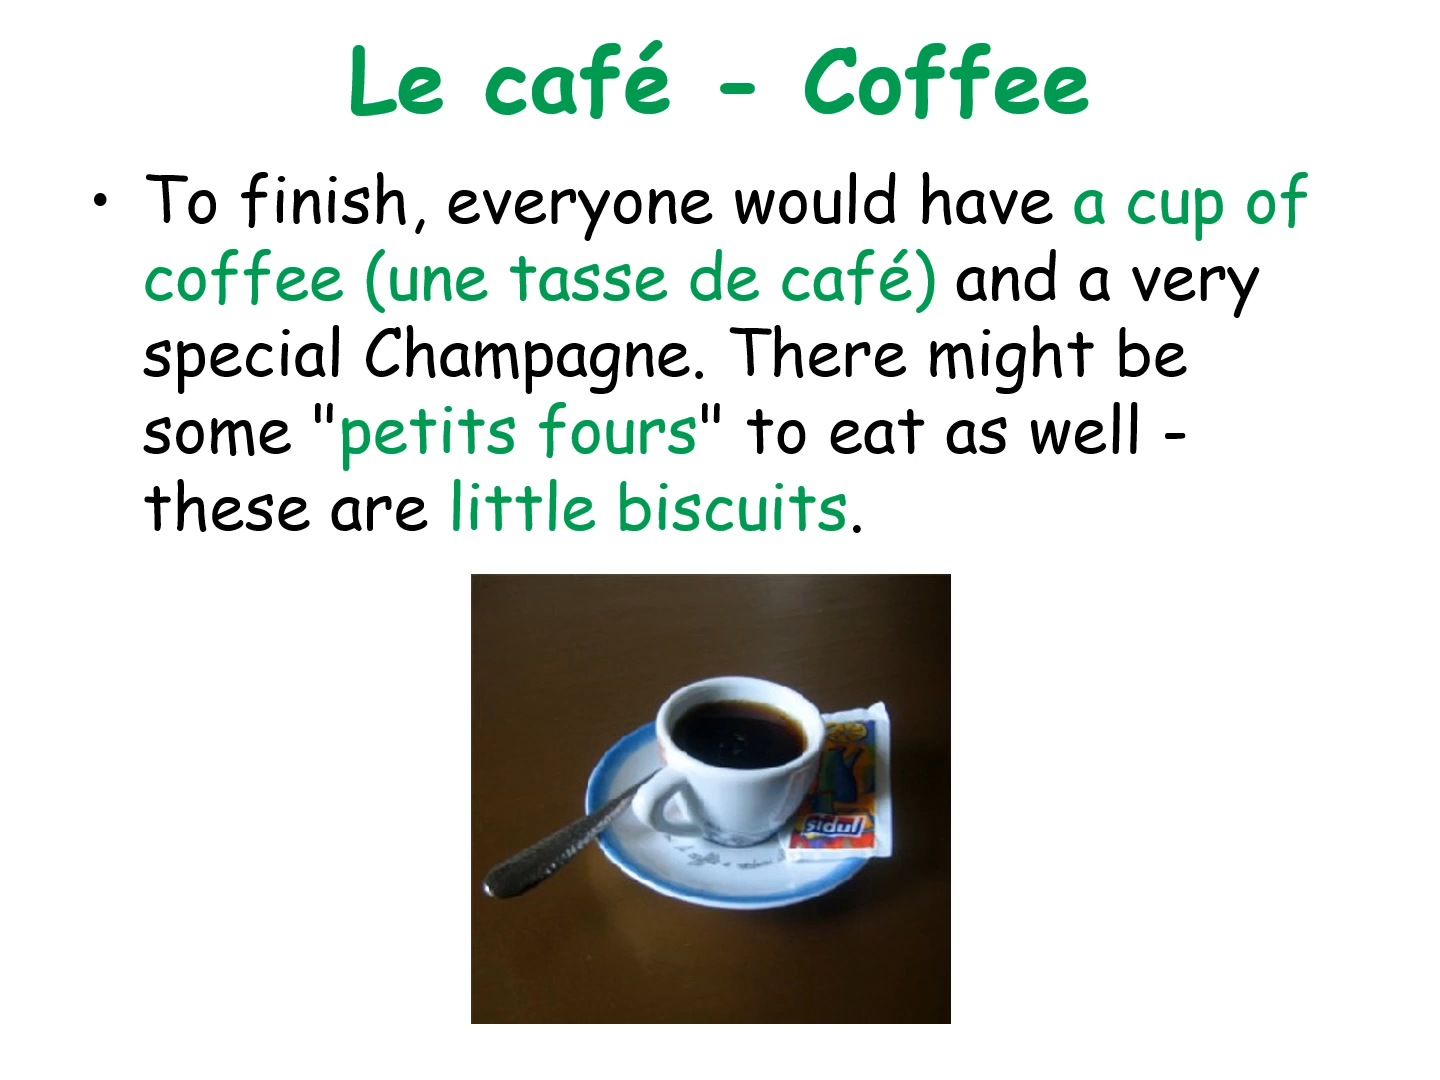 Le café - Coffee
• To finish, everyone would have a cup of
coffee (une tasse de café) and a very
special Champagne. There might be
some "petits fours" to eat as well -
these are little biscuits.
sidul